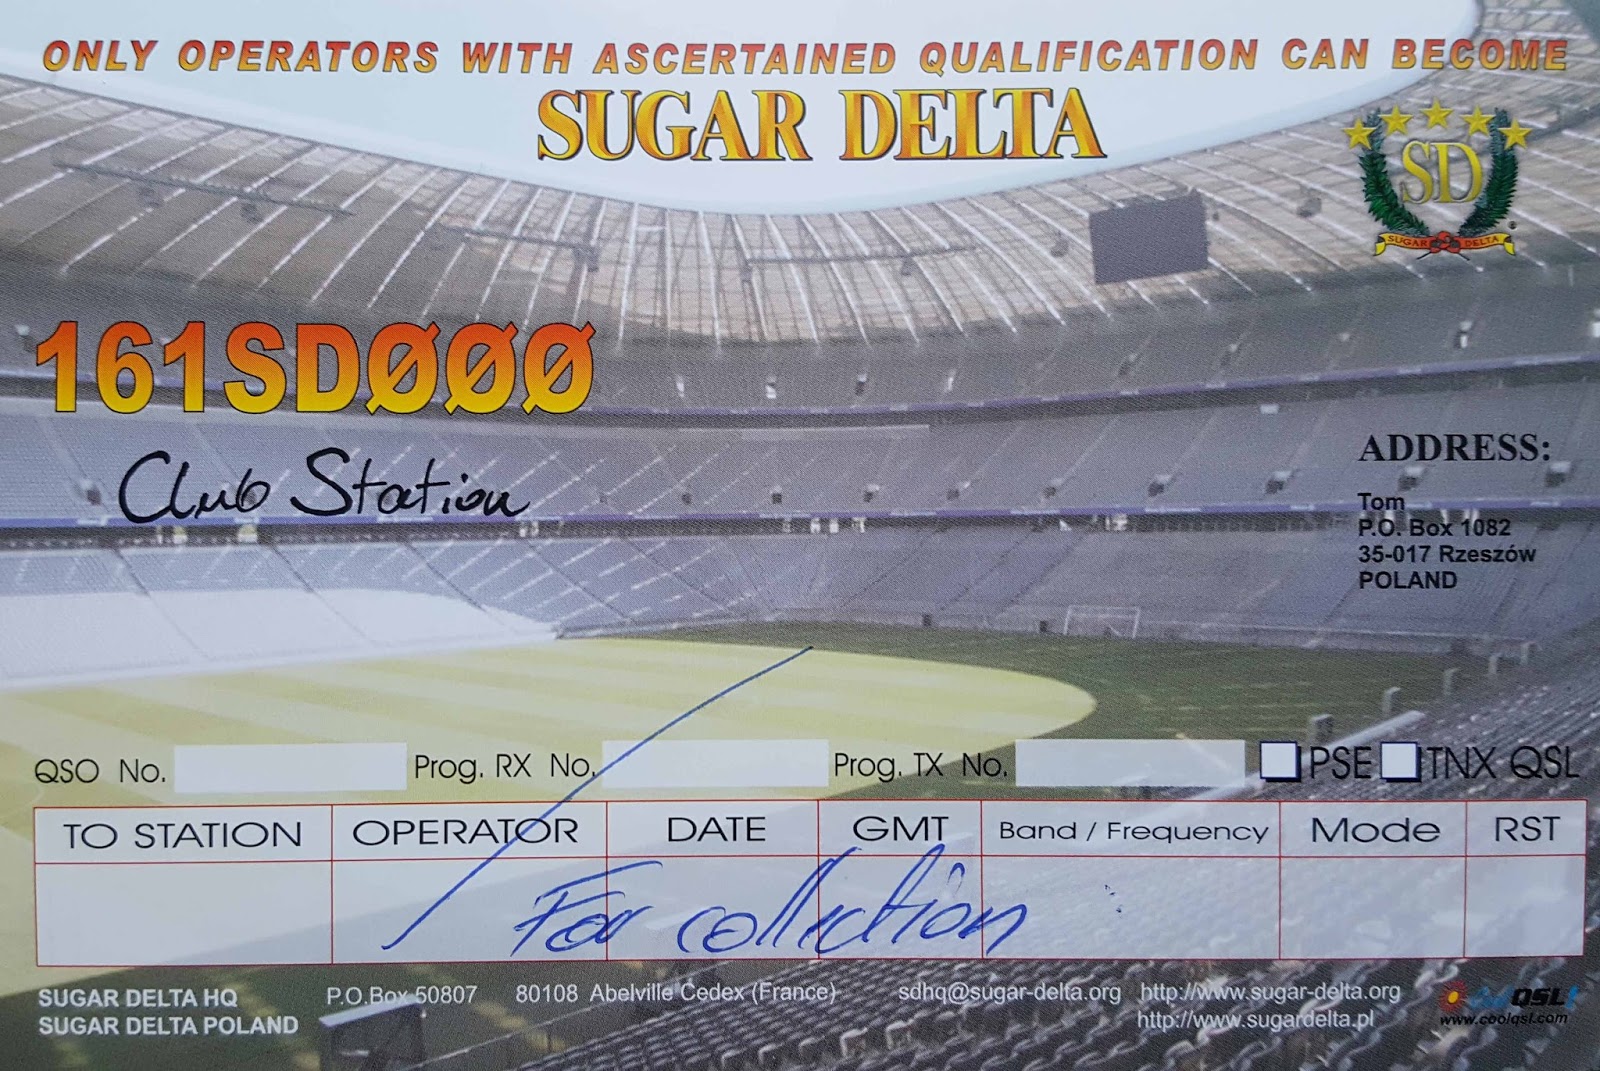 ONLY OPERATORS WITH ASCERTAINED QUALIFICATION CAN BECOME
SUGAR DELTA
SD
SUGAR DELTA
161SDØØØ
Club Station
ADDRESS:
Tom
P.O. Box 1082
35-017 Rzeszów
POLAND
QSO No. Prog. RX No. Prog. TX No. PSE TNX QSL
TO STATION OPERATOR DATE GMT Band / Frequency Mode RST
For collection
SUGAR DELTA HQ P.O.Box 50807 80108 Abelville Cedex (France) sdhq@sugar-delta.org http://www.sugar-delta.org
SUGAR DELTA POLAND http://www.sugardelta.pl
QSL!
www.coolqsl.com